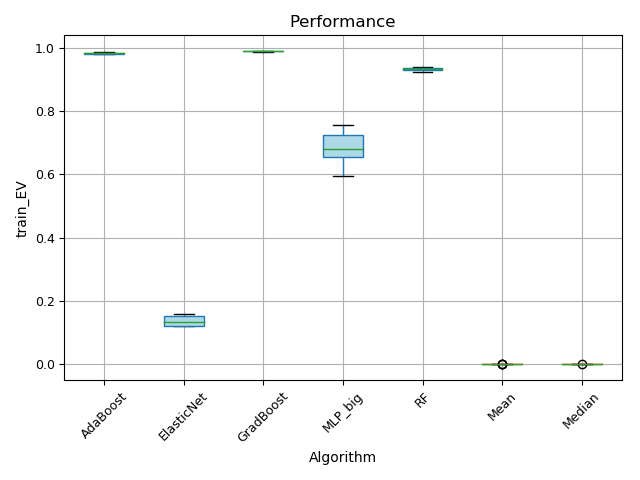 Performance
train_EV
1.0
0.8
0.6
0.4
0.2
0.0
AdaBoost
ElasticNet
GradBoost
MLP_big
RF
Mean
Median
Algorithm